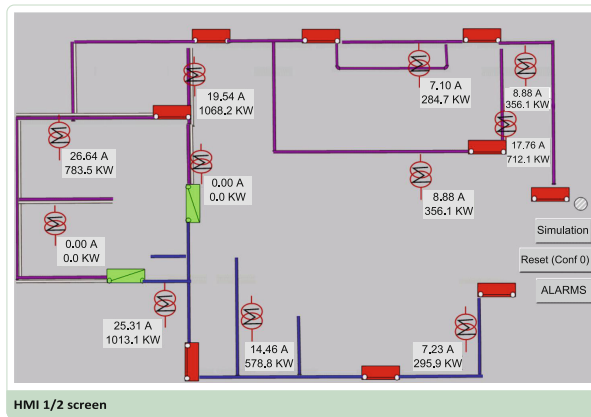 7.10 A
284.7 KW
8.88 A
356.1 KW
19.54 A
1068.2 KW
17.76 A
712.1 KW
26.64 A
783.5 KW
0.00 A
0.0 KW
8.88 A
356.1 KW
0.00 A
0.0 KW
Simulation
Reset (Conf 0)
ALARMS
25.31 A
1013.1 KW
14.46 A
578.8 KW
7.23 A
295.9 KW
HMI 1/2 screen